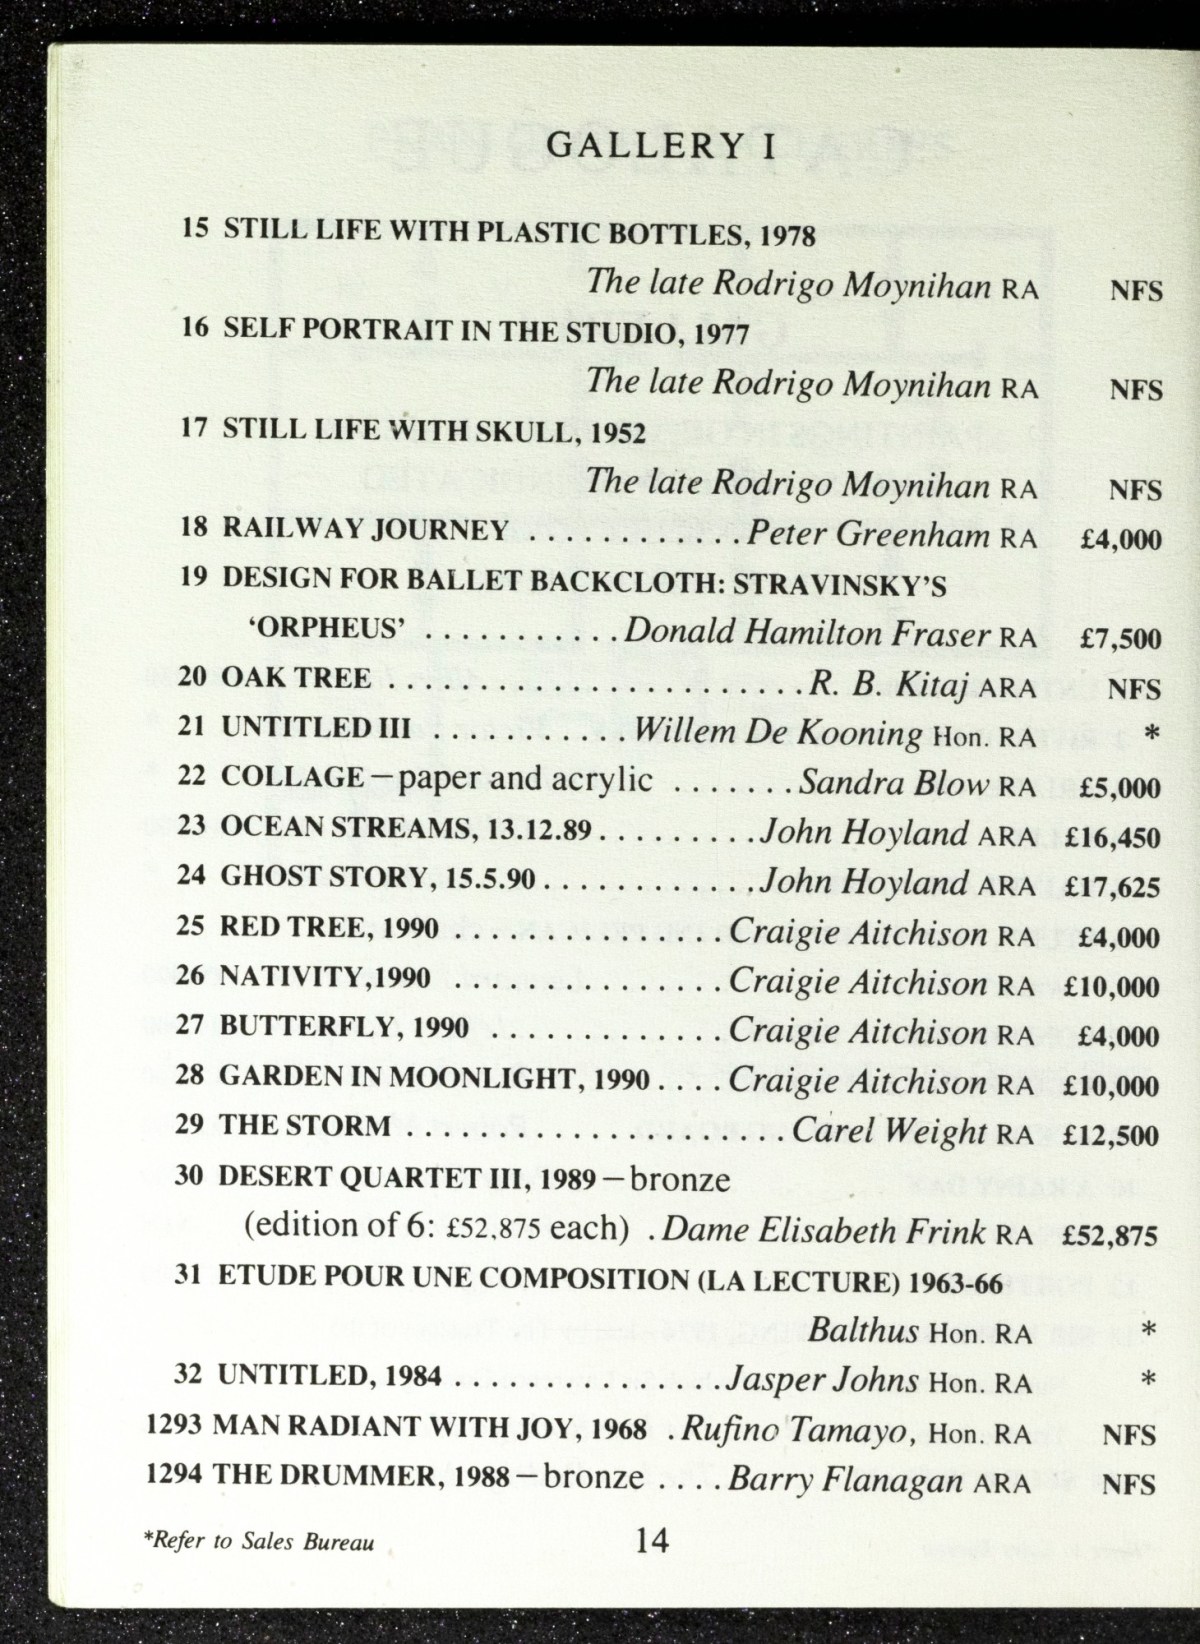 GALLERY I
15 STILL LIFE WITH PLASTIC BOTTLES, 1978
The late Rodrigo Moynihan RA NFS
16 SELF PORTRAIT IN THE STUDIO, 1977
The late Rodrigo Moynihan RA NFS
17 STILL LIFE WITH SKULL, 1952
The late Rodrigo Moynihan RA NFS
18 RAILWAY JOURNEY . . . . . . . . . . . . Peter Greenham RA £4,000
19 DESIGN FOR BALLET BACKCLOTH: STRAVINSKY'S
'ORPHEUS' . . . . . . . . . . . Donald Hamilton Fraser RA £7,500
20 OAK TREE . . . . . . . . . . . . . . . . . . . . . . . . R. B. Kitaj ARA NFS
21 UNTITLED III . . . . . . . . . . . Willem De Kooning Hon. RA *
22 COLLAGE—paper and acrylic . . . . . . . Sandra Blow RA £5,000
23 OCEAN STREAMS, 13.12.89 . . . . . . . . . John Hoyland ARA £16,450
24 GHOST STORY, 15.5.90 . . . . . . . . . . . . John Hoyland ARA £17,625
25 RED TREE, 1990 . . . . . . . . . . . . . . . Craigie Aitchison RA £4,000
26 NATIVITY,1990 . . . . . . . . . . . . . . . Craigie Aitchison RA £10,000
27 BUTTERFLY, 1990 . . . . . . . . . . . . . Craigie Aitchison RA £4,000
28 GARDEN IN MOONLIGHT, 1990 . . . . Craigie Aitchison RA £10,000
29 THE STORM . . . . . . . . . . . . . . . . . . . . . . Carel Weight RA £12,500
30 DESERT QUARTET III, 1989—bronze
(edition of 6: £52,875 each) . Dame Elisabeth Frink RA £52,875
31 ETUDE POUR UNE COMPOSITION (LA LECTURE) 1963-66
Balthus Hon. RA *
32 UNTITLED, 1984 . . . . . . . . . . . . . . . Jasper Johns Hon. RA *
1293 MAN RADIANT WITH JOY, 1968 . Rufino Tamayo, Hon. RA NFS
1294 THE DRUMMER, 1988—bronze . . . . Barry Flanagan ARA NFS
*Refer to Sales Bureau 14